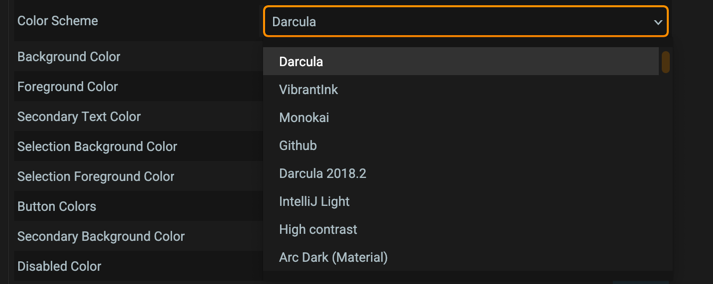 Color Scheme
Darcula
Background Color
Darcula
Foreground Color
VibrantInk
Secondary Text Color
Monokai
Selection Background Color
Github
Selection Foreground Color
Darcula 2018.2
Button Colors
IntelliJ Light
Secondary Background Color
High contrast
Disabled Color
Arc Dark (Material)